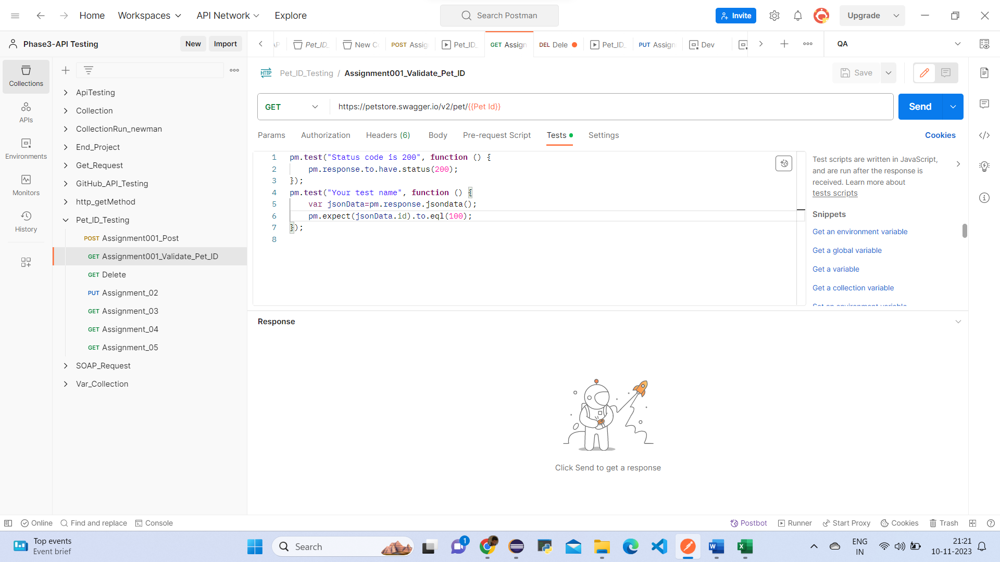 Home
Workspaces
API Network
Explore
Search Postman
Invite
Upgrade
Phase3-API Testing
New
Import
Pet_ID_
New C
POST Assig
Pet_ID_
GET Assign
DEL Dele
Pet_ID_
PUT Assign
Dev
QA
Collections
APIs
Environments
Monitors
History
ApiTesting
Collection
CollectionRun_newman
End_Project
Get_Request
GitHub_API_Testing
http_getMethod
Pet_ID_Testing
POST Assignment001_Post
GET Assignment001_Validate_Pet_ID
GET Delete
PUT Assignment_02
GET Assignment_03
GET Assignment_04
GET Assignment_05
SOAP_Request
Var_Collection
HTTP Pet_ID_Testing / Assignment001_Validate_Pet_ID
Save
GET
https://petstore.swagger.io/v2/pet/{{Pet Id}}
Send
Params
Authorization
Headers (6)
Body
Pre-request Script
Tests
Settings
Cookies
1 pm.test("Status code is 200", function () {
2 pm.response.to.have.status(200);
3 });
4 pm.test("Your test name", function () {
5 var jsonData=pm.response.jsondata();
6 pm.expect(jsonData.id).to.eql(100);
7 });
8
Test scripts are written in JavaScript,
and are run after the response is
received. Learn more about
tests scripts
Snippets
Get an environment variable
Get a global variable
Get a variable
Get a collection variable
Set an environment variable
Response
Click Send to get a response
Online
Find and replace
Console
Postbot
Runner
Start Proxy
Cookies
Trash
Top events
Event brief
Search
1
ENG
IN
21:21
10-11-2023